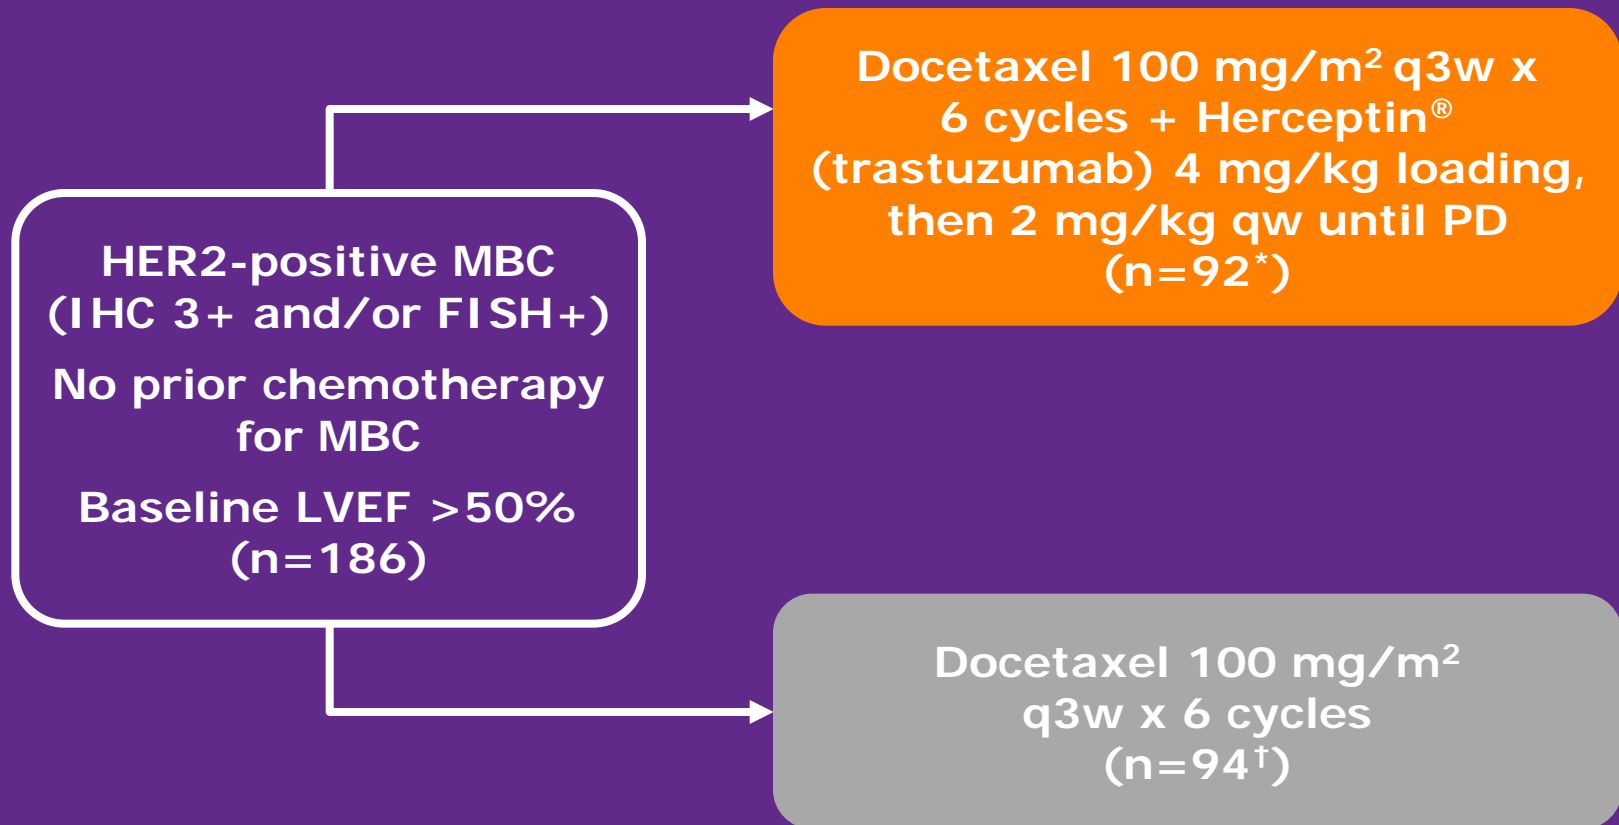 HER2-positive MBC
(IHC 3+ and/or FISH+)
No prior chemotherapy
for MBC
Baseline LVEF >50%
(n=186)
Docetaxel 100 mg/m² q3w x
6 cycles + Herceptin®
(trastuzumab) 4 mg/kg loading,
then 2 mg/kg qw until PD
(n=92*)
Docetaxel 100 mg/m²
q3w x 6 cycles
(n=94†)